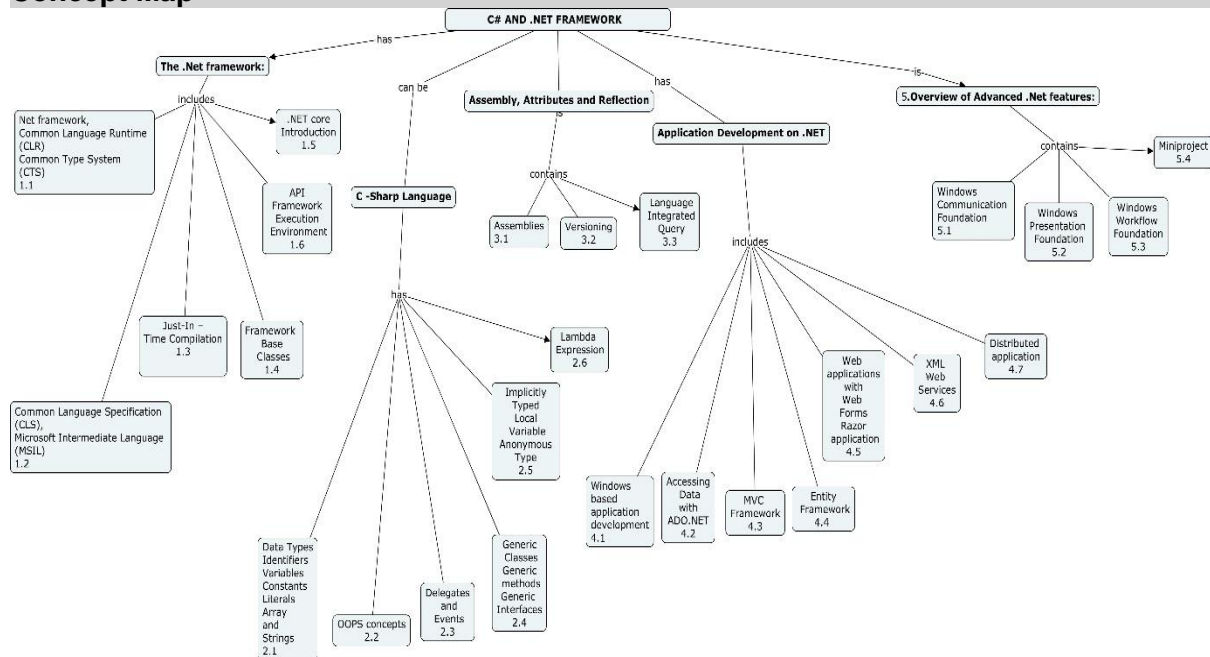 Concept Map
C# AND .NET FRAMEWORK
has
can be
has
is
The .Net framework:
includes
Net framework,
Common Language Runtime
(CLR)
Common Type System
(CTS)
1.1
.NET core
Introduction
1.5
API
Framework
Execution
Environment
1.6
Just-In –
Time Compilation
1.3
Framework
Base
Classes
1.4
Common Language Specification
(CLS),
Microsoft Intermediate Language
(MSIL)
1.2
C -Sharp Language
has
Lambda
Expression
2.6
Implicitly
Typed
Local
Variable
Anonymous
Type
2.5
Data Types
Identifiers
Variables
Constants
Literals
Array
and
Strings
2.1
OOPS concepts
2.2
Delegates
and
Events
2.3
Generic
Classes
Generic
methods
Generic
Interfaces
2.4
Assembly, Attributes and Reflection
is
contains
Assemblies
3.1
Versioning
3.2
Language
Integrated
Query
3.3
Application Development on .NET
includes
Windows
based
application
development
4.1
Accessing
Data
with
ADO.NET
4.2
MVC
Framework
4.3
Entity
Framework
4.4
Web
applications
with
Web
Forms
Razor
application
4.5
XML
Web
Services
4.6
Distributed
application
4.7
5.Overview of Advanced .Net features:
contains
Miniproject
5.4
Windows
Communication
Foundation
5.1
Windows
Presentation
Foundation
5.2
Windows
Workflow
Foundation
5.3